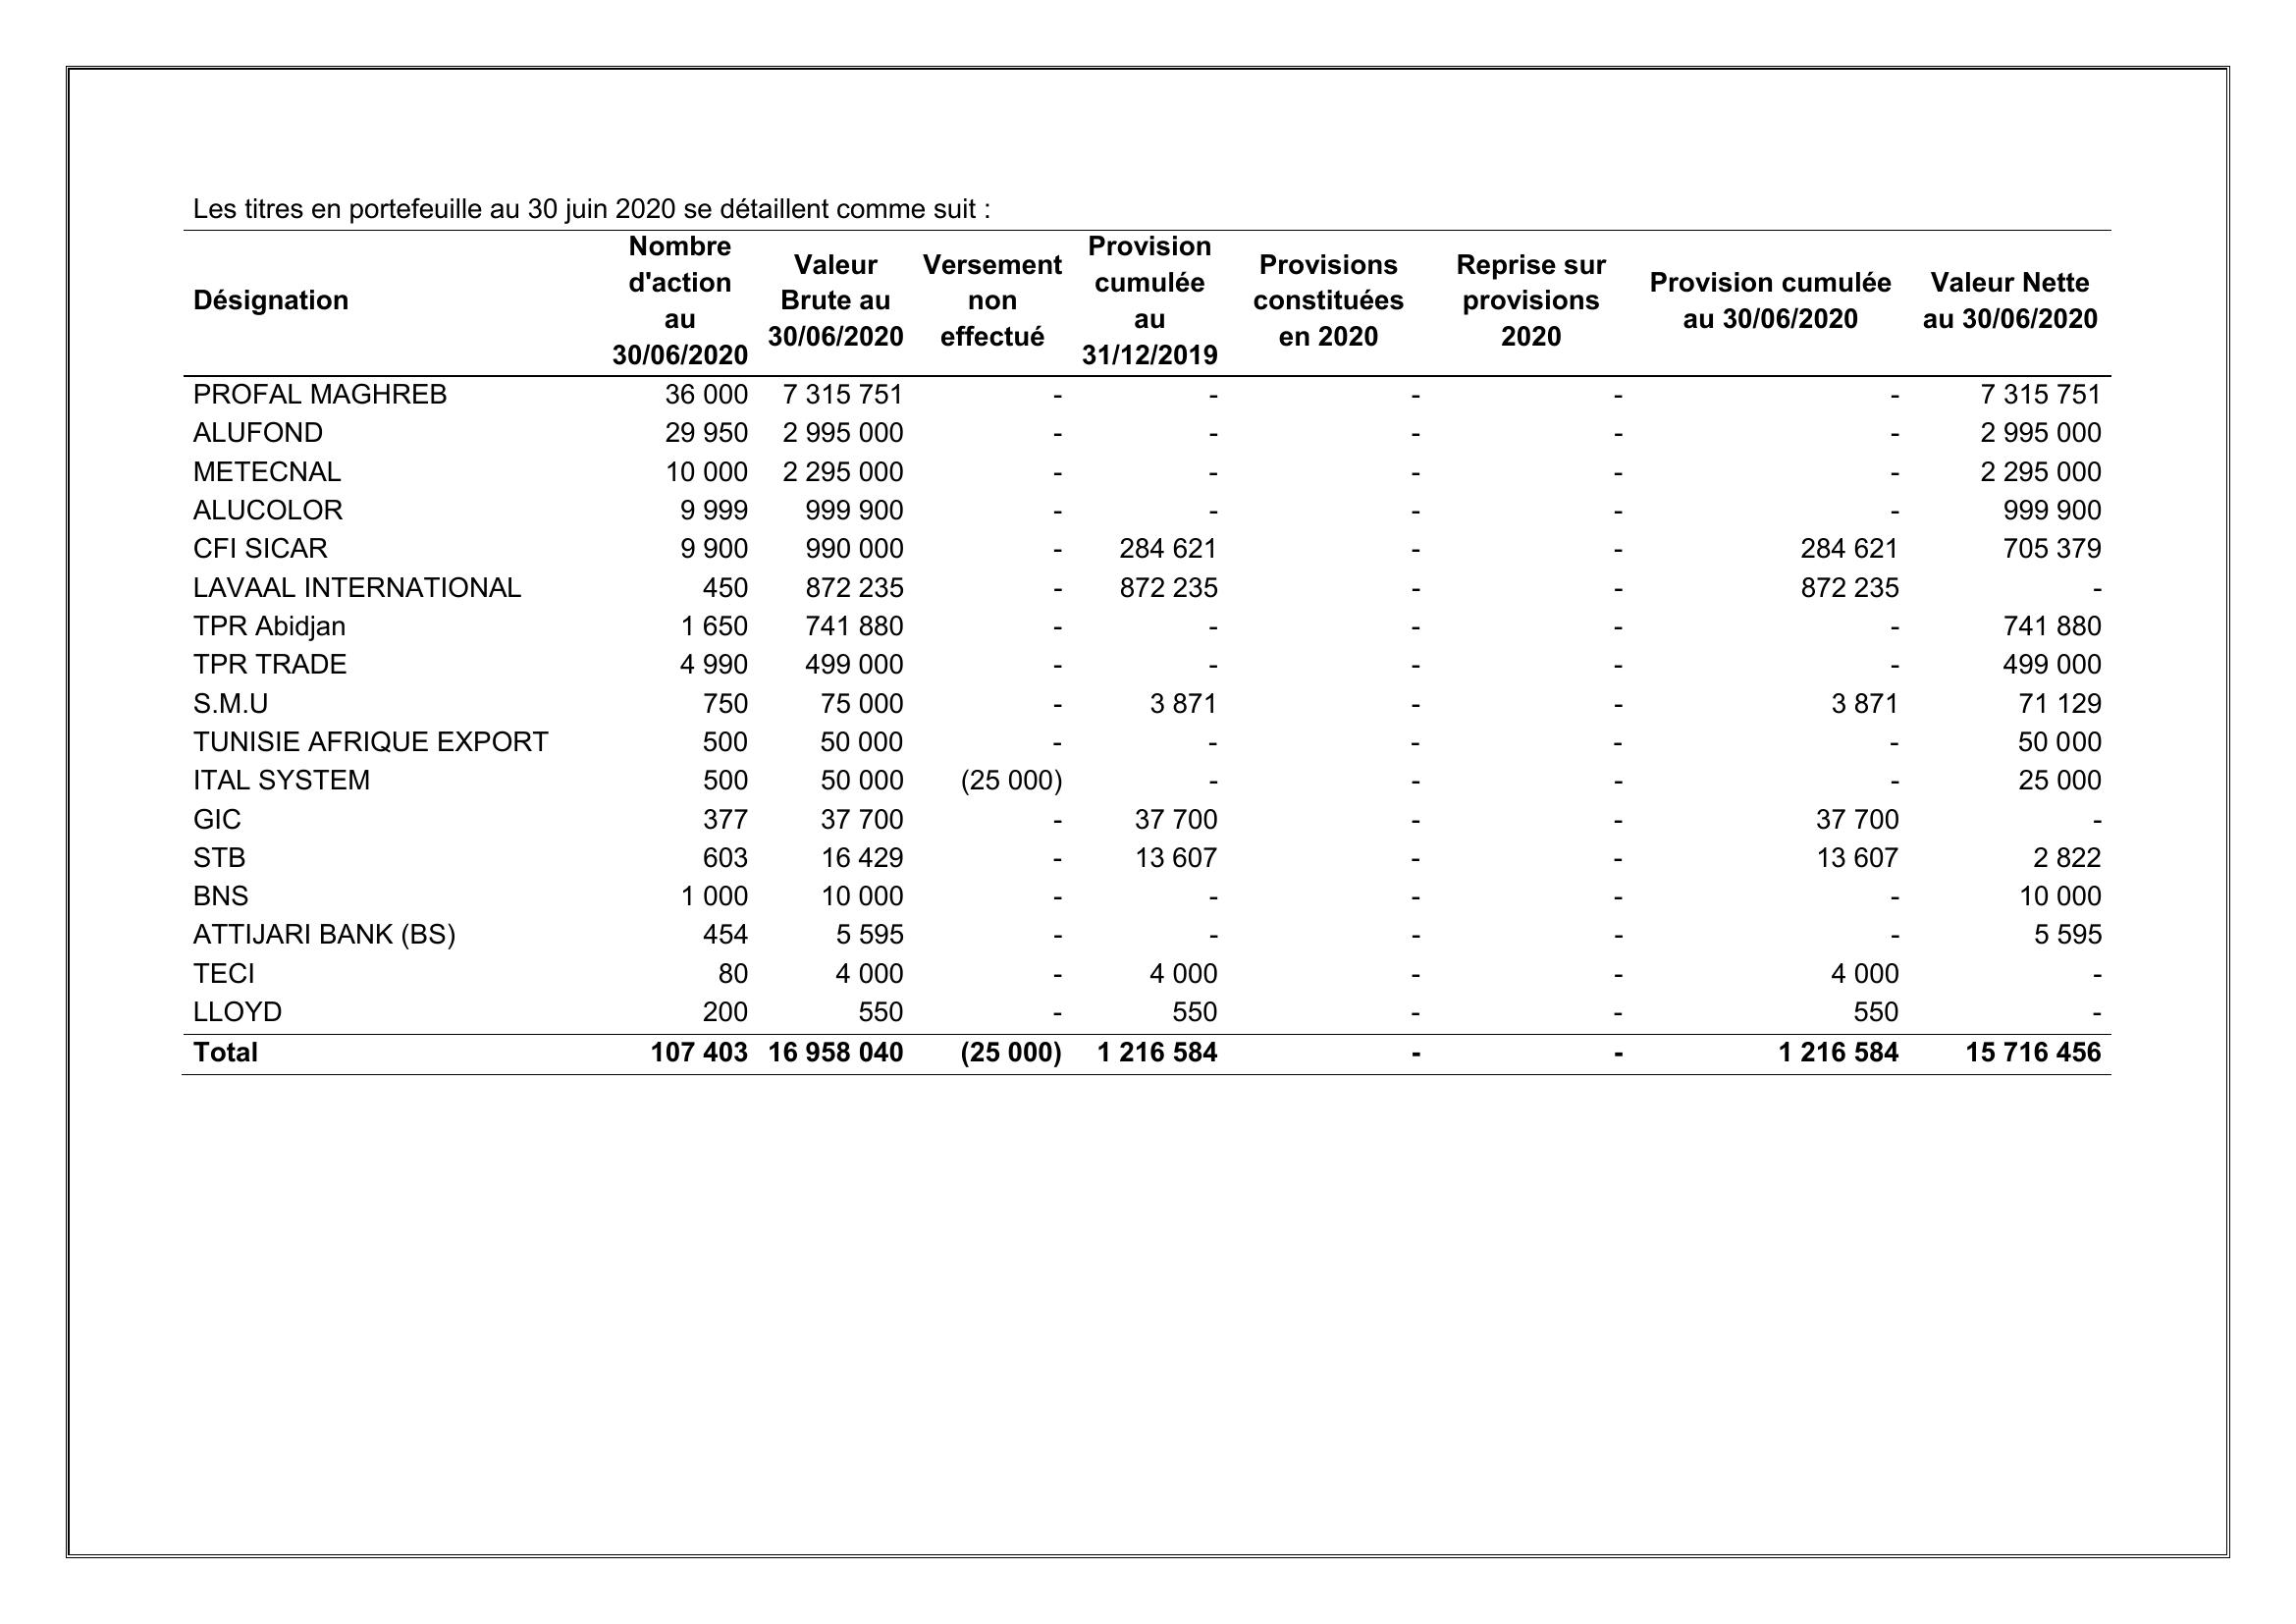 Les titres en portefeuille au 30 juin 2020 se détaillent comme suit :
Désignation Nombre d'action au 30/06/2020 Valeur Brute au 30/06/2020 Versement non effectué Provision cumulée au 31/12/2019 Provisions constituées en 2020 Reprise sur provisions 2020 Provision cumulée au 30/06/2020 Valeur Nette au 30/06/2020
PROFAL MAGHREB 36 000 7 315 751 - - - - - 7 315 751
ALUFOND 29 950 2 995 000 - - - - - 2 995 000
METECNAL 10 000 2 295 000 - - - - - 2 295 000
ALUCOLOR 9 999 999 900 - - - - - 999 900
CFI SICAR 9 900 990 000 - 284 621 - - 284 621 705 379
LAVAAL INTERNATIONAL 450 872 235 - 872 235 - - 872 235 -
TPR Abidjan 1 650 741 880 - - - - - 741 880
TPR TRADE 4 990 499 000 - - - - - 499 000
S.M.U 750 75 000 - 3 871 - - 3 871 71 129
TUNISIE AFRIQUE EXPORT 500 50 000 - - - - - 50 000
ITAL SYSTEM 500 50 000 (25 000) - - - - 25 000
GIC 377 37 700 - 37 700 - - 37 700 -
STB 603 16 429 - 13 607 - - 13 607 2 822
BNS 1 000 10 000 - - - - - 10 000
ATTIJARI BANK (BS) 454 5 595 - - - - - 5 595
TECI 80 4 000 - 4 000 - - 4 000 -
LLOYD 200 550 - 550 - - 550 -
Total 107 403 16 958 040 (25 000) 1 216 584 - - 1 216 584 15 716 456